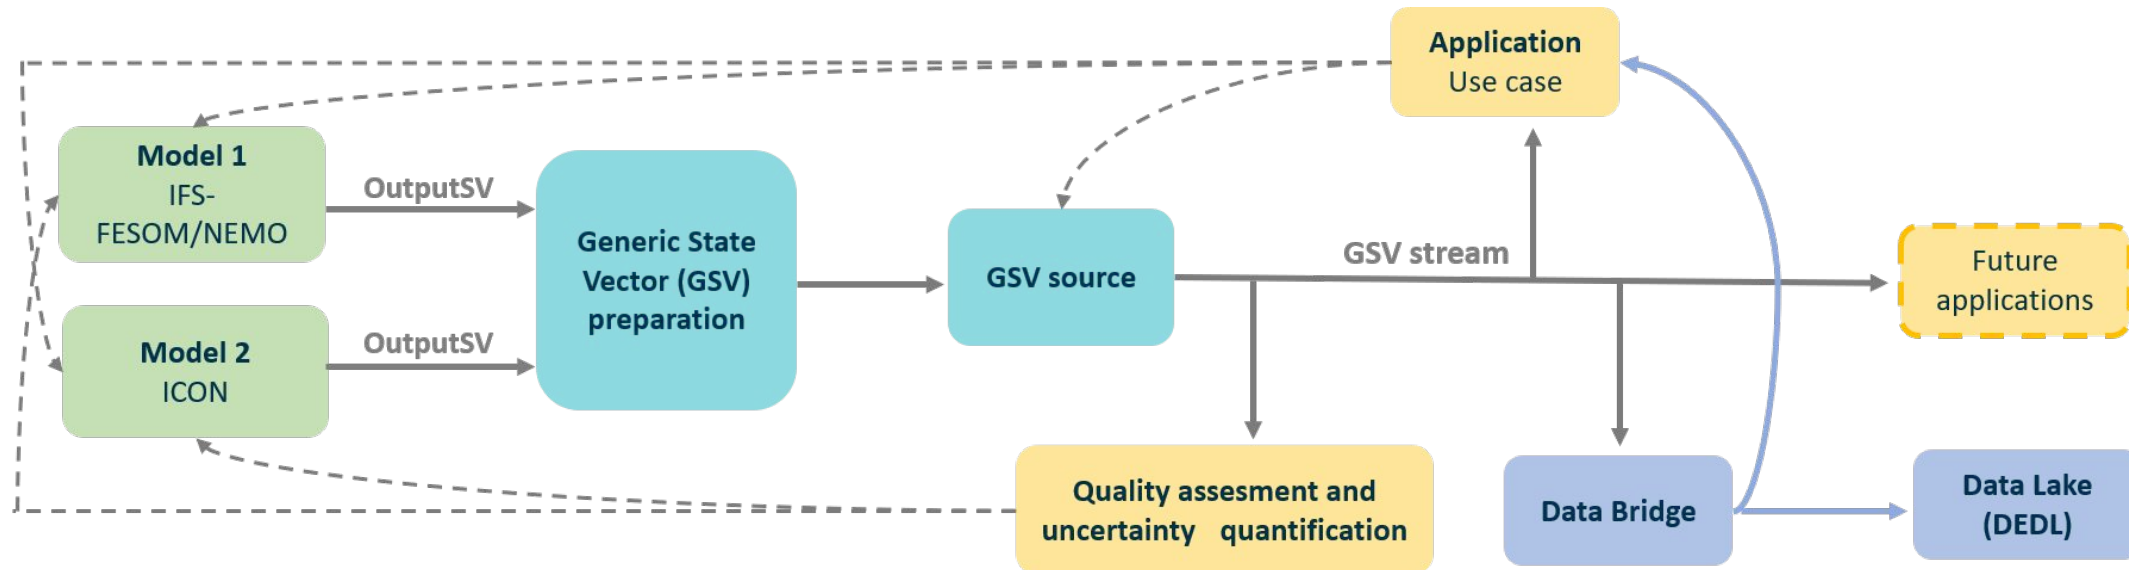 Application
Use case
Model 1
IFS-
FESOM/NEMO
OutputSV
Generic State
Vector (GSV)
preparation
GSV source
GSV stream
Future
applications
Model 2
ICON
OutputSV
Quality assesment and
uncertainty quantification
Data Bridge
Data Lake
(DEDL)